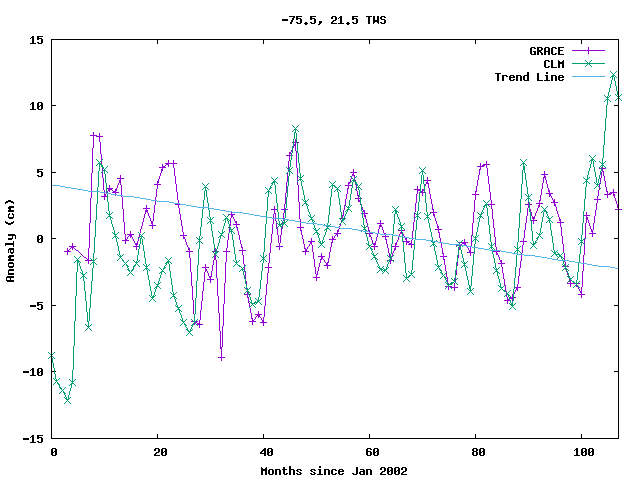 -75.5, 21.5 TWS
GRACE
CLM
Trend Line
Anomaly (cm)
15
10
5
0
-5
-10
-15
0 20 40 60 80 100
Months since Jan 2002